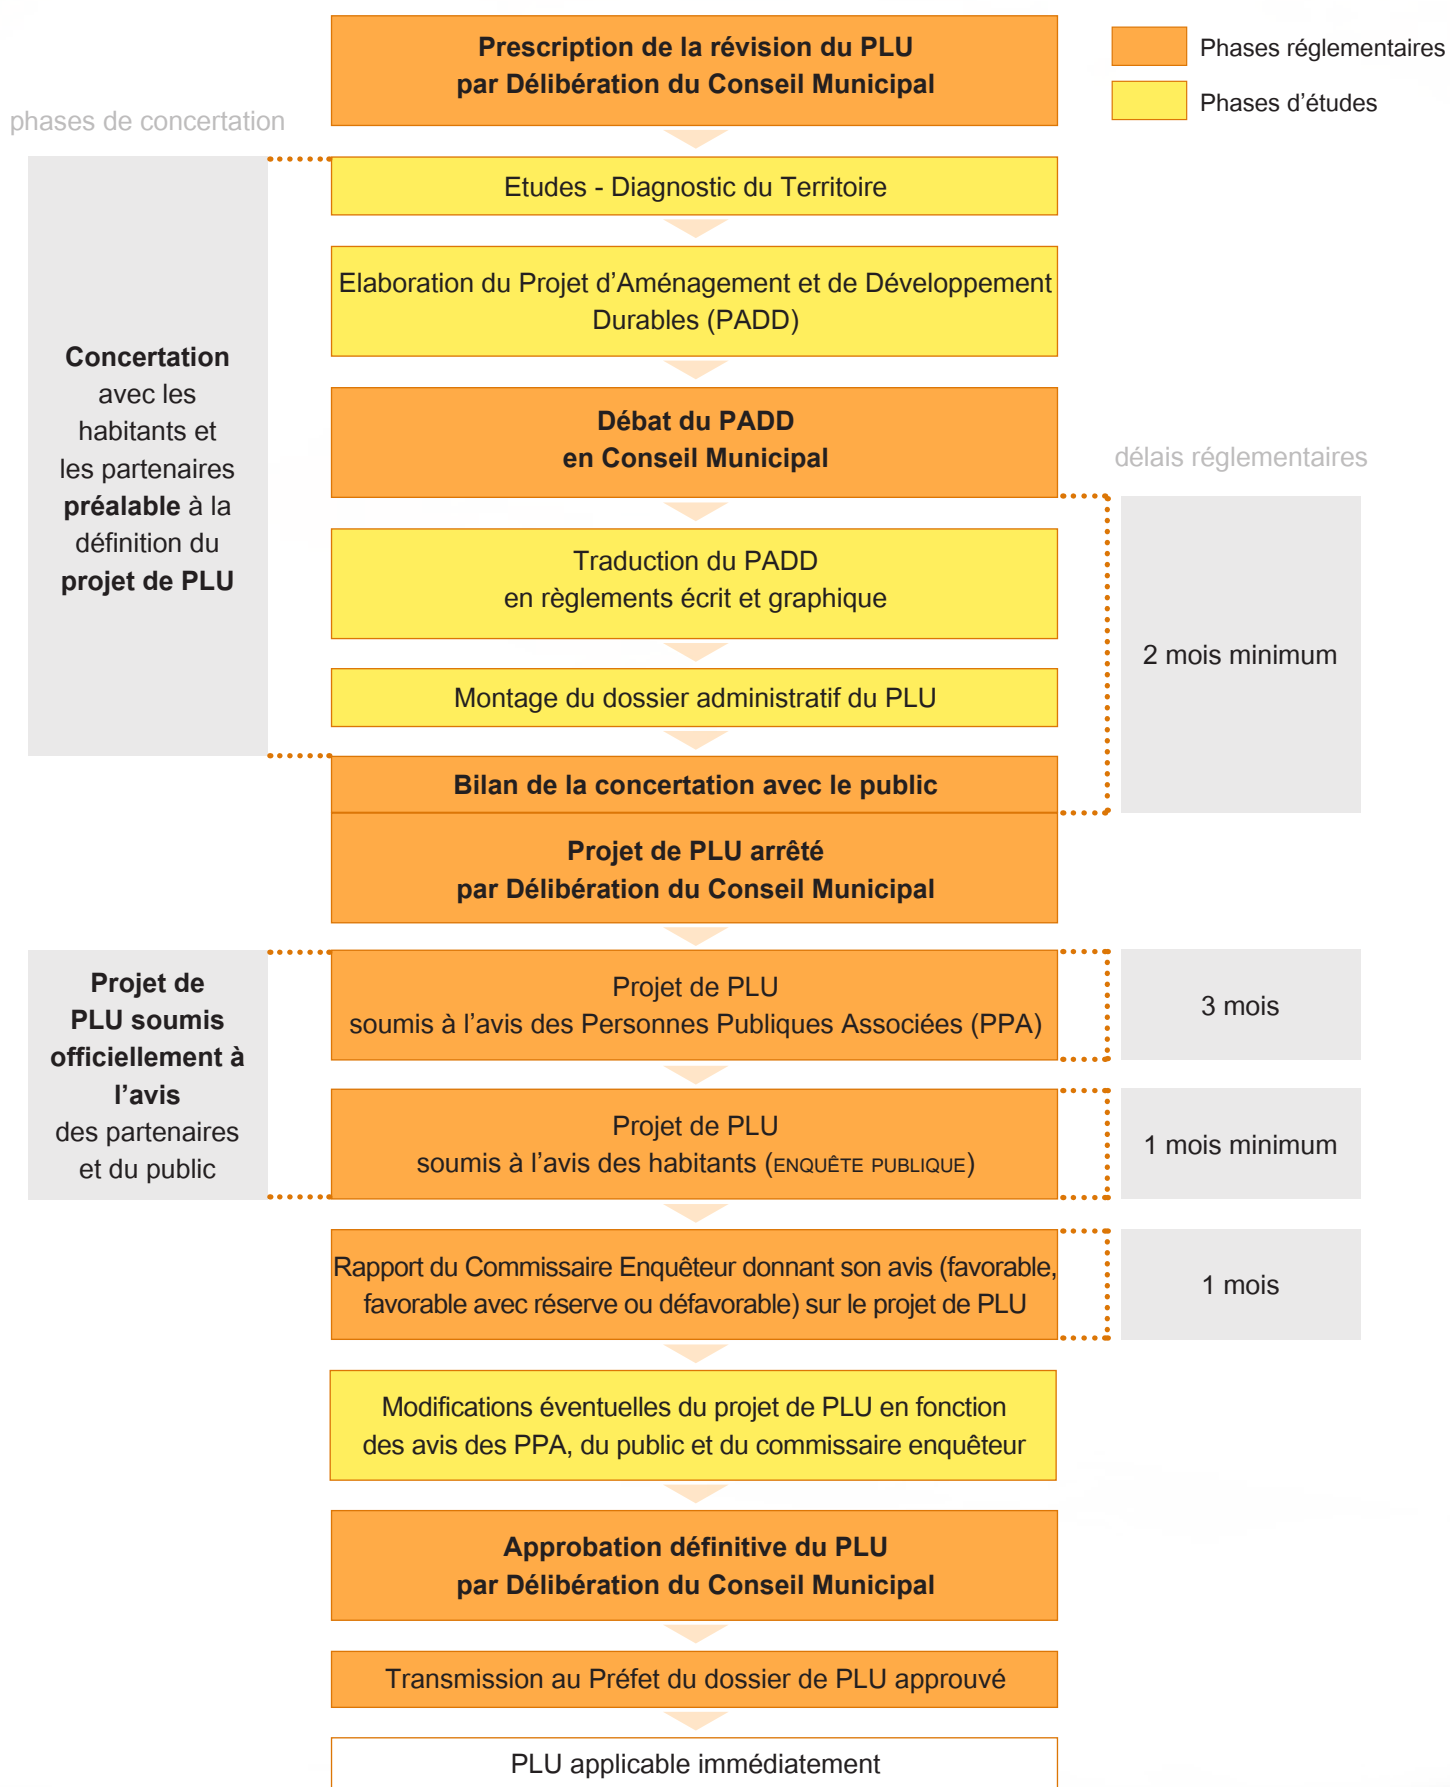 Prescription de la révision du PLU
par Délibération du Conseil Municipal
Phases réglementaires
Phases d’études
phases de concertation
Etudes - Diagnostic du Territoire
Elaboration du Projet d’Aménagement et de Développement
Durables (PADD)
Concertation
avec les
habitants et
les partenaires
préalable à la
définition du
projet de PLU
Débat du PADD
en Conseil Municipal
délais réglementaires
Traduction du PADD
en règlements écrit et graphique
2 mois minimum
Montage du dossier administratif du PLU
Bilan de la concertation avec le public
Projet de PLU arrêté
par Délibération du Conseil Municipal
Projet de
PLU soumis
officiellement à
l’avis
des partenaires
et du public
Projet de PLU
soumis à l’avis des Personnes Publiques Associées (PPA)
3 mois
Projet de PLU
soumis à l’avis des habitants (ENQUÊTE PUBLIQUE)
1 mois minimum
Rapport du Commissaire Enquêteur donnant son avis (favorable,
favorable avec réserve ou défavorable) sur le projet de PLU
1 mois
Modifications éventuelles du projet de PLU en fonction
des avis des PPA, du public et du commissaire enquêteur
Approbation définitive du PLU
par Délibération du Conseil Municipal
Transmission au Préfet du dossier de PLU approuvé
PLU applicable immédiatement